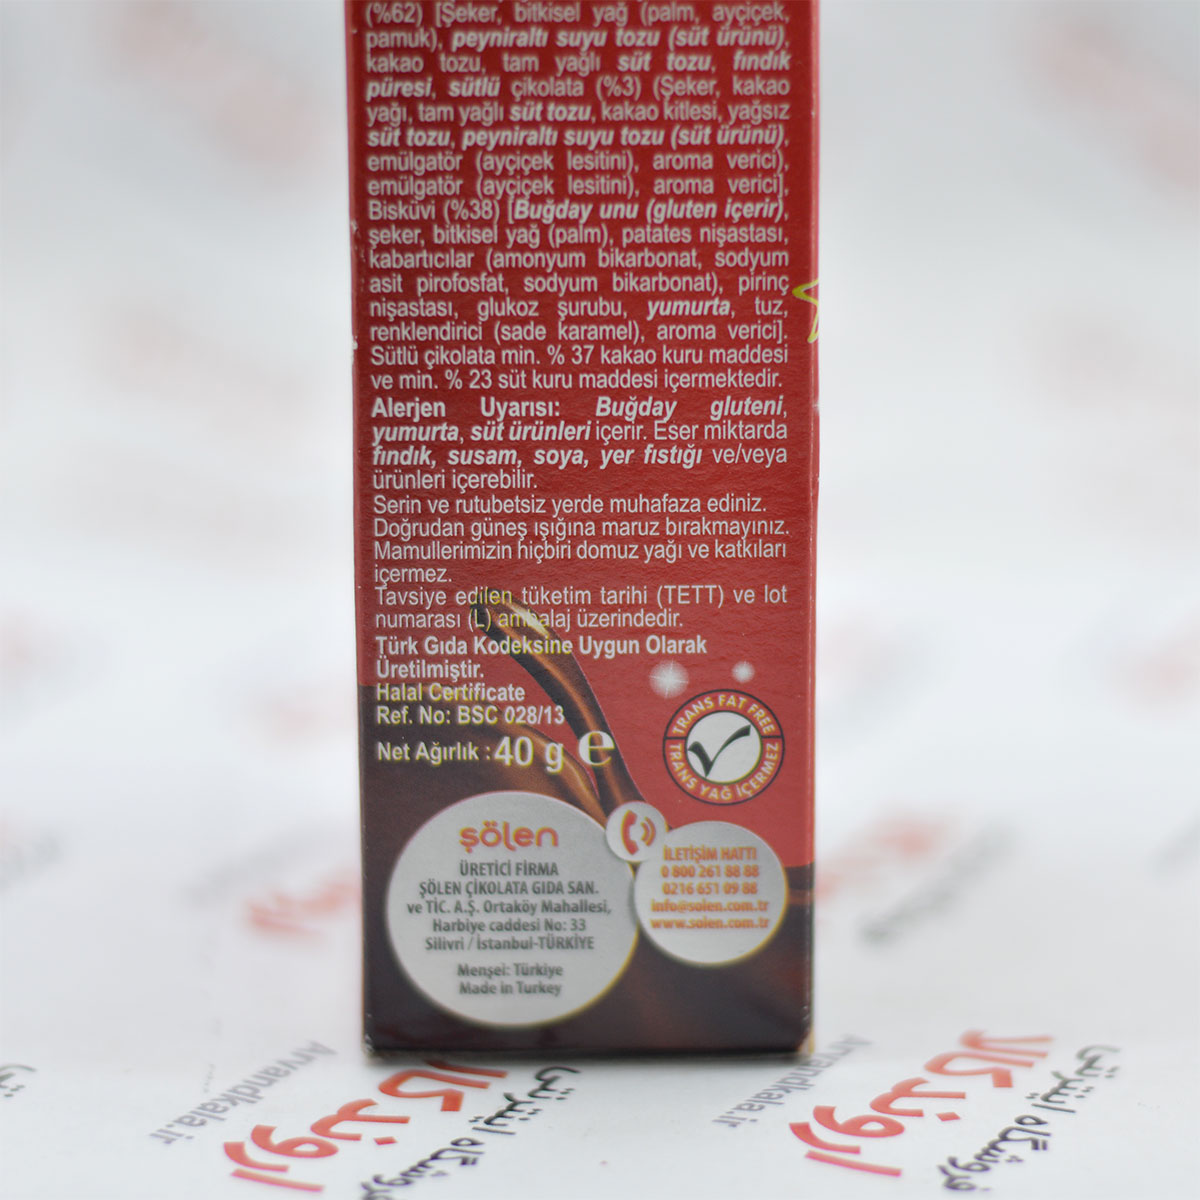 (%62) [Şeker, bitkisel yağ (palm, ayçiçek,
pamuk), peyniraltı suyu tozu (süt ürünü),
kakao tozu, tam yağlı süt tozu, fındık
püresi, sütlü çikolata (%3) (Şeker, kakao
yağı, tam yağlı süt tozu, kakao kitlesi, yağsız
süt tozu, peyniraltı suyu tozu (süt ürünü),
emülgatör (ayçiçek lesitini), aroma verici),
emülgatör (ayçiçek lesitini), aroma verici],
Bisküvi (%38) [Buğday unu (gluten içerir),
şeker, bitkisel yağ (palm), patates nişastası,
kabartıcılar (amonyum bikarbonat, sodyum
asit pirofosfat, sodyum bikarbonat), pirinç
nişastası, glukoz şurubu, yumurta, tuz,
renklendirici (sade karamel), aroma verici].
Sütlü çikolata min. % 37 kakao kuru maddesi
ve min. % 23 süt kuru maddesi içermektedir.
Alerjen Uyarısı: Buğday gluteni,
yumurta, süt ürünleri içerir. Eser miktarda
fındık, susam, soya, yer fıstığı ve/veya
ürünleri içerebilir.
Serin ve rutubetsiz yerde muhafaza ediniz.
Doğrudan güneş ışığına maruz bırakmayınız.
Mamullerimizin hiçbiri domuz yağı ve katkıları
içermez.
Tavsiye edilen tüketim tarihi (TETT) ve lot
numarası (L) ambalaj üzerindedir.
Türk Gıda Kodeksine Uygun Olarak
Üretilmiştir.
Halal Certificate
Ref. No: BSC 028/13
Net Ağırlık : 40 g e
TRANS FAT FREE
TRANS YAĞ İÇERMEZ
şölen
ÜRETİCİ FİRMA
ŞÖLEN ÇİKOLATA GIDA SAN.
ve TİC. A.Ş. Ortaköy Mahallesi,
Harbiye caddesi No: 33
Silivri / İstanbul-TÜRKİYE
Menşei: Türkiye
Made in Turkey
İLETİŞİM HATTI
0 800 261 88 88
0216 651 09 88
info@solen.com.tr
www.solen.com.tr
Arvandkala.ir
اروند کالا
فروشگاه اینترنتی
Arvandkala.ir
اروند کالا
فروشگاه اینترنتی